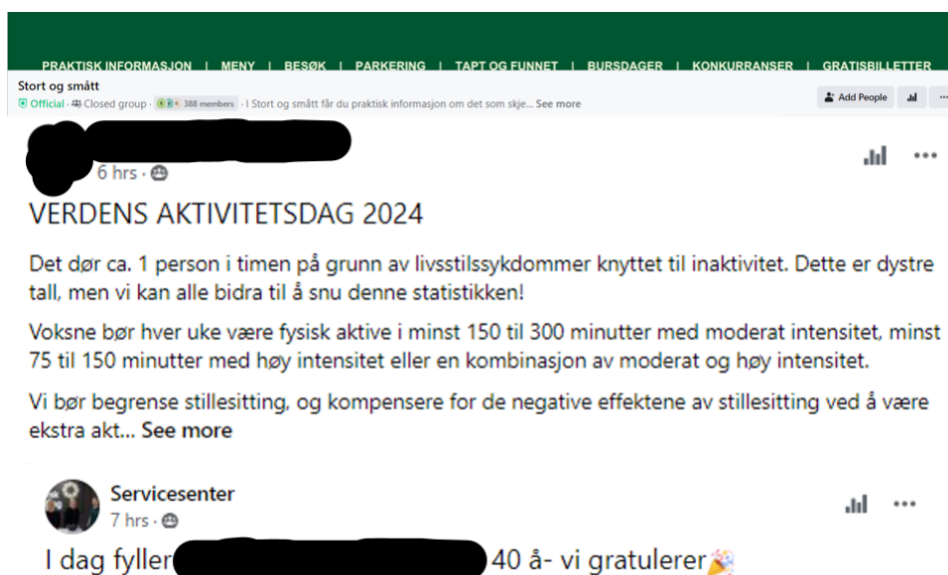 PRAKTISK INFORMASJON | MENY | BESØK | PARKERING | TAPT OG FUNNET | BURSDAGER | KONKURRANSER | GRATISBILLETTER
Stort og smått
Official · Closed group · 388 members · I Stort og smått får du praktisk informasjon om det som skje... See more
Add People
6 hrs ·
VERDENS AKTIVITETSDAG 2024
Det dør ca. 1 person i timen på grunn av livsstilssykdommer knyttet til inaktivitet. Dette er dystre
tall, men vi kan alle bidra til å snu denne statistikken!
Voksne bør hver uke være fysisk aktive i minst 150 til 300 minutter med moderat intensitet, minst
75 til 150 minutter med høy intensitet eller en kombinasjon av moderat og høy intensitet.
Vi bør begrense stillesitting, og kompensere for de negative effektene av stillesitting ved å være
ekstra akt... See more
Servicesenter
7 hrs ·
I dag fyller 40 å- vi gratulerer🎉